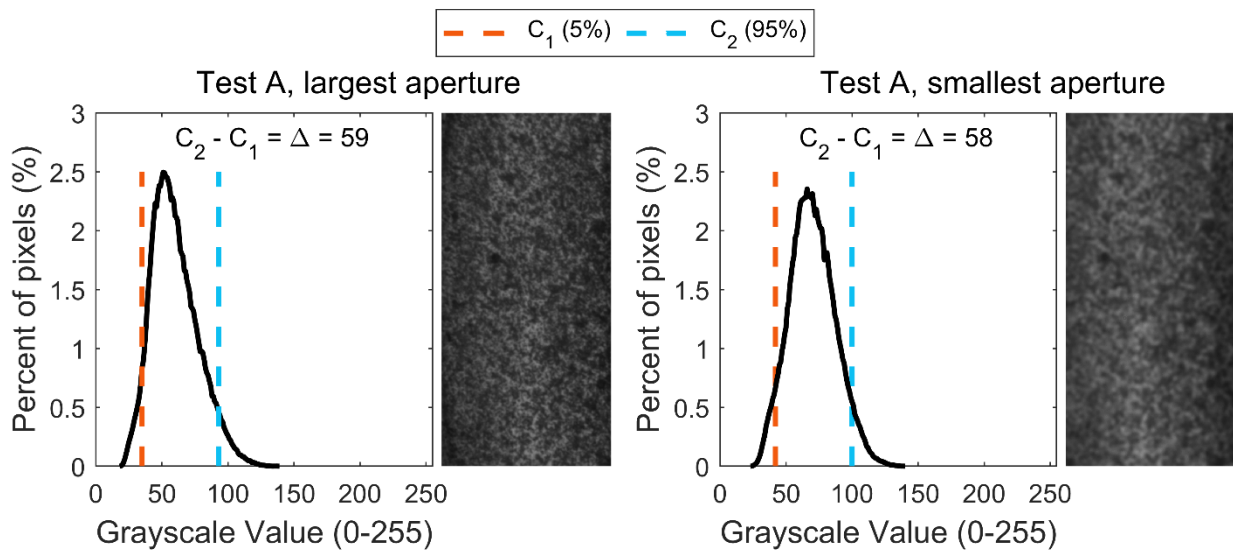 C1 (5%) C2 (95%)
Test A, largest aperture
C2 - C1 = Δ = 59
3
2.5
2
1.5
1
0.5
0
Percent of pixels (%)
0 50 100 150 200 250
Grayscale Value (0-255)
Test A, smallest aperture
C2 - C1 = Δ = 58
3
2.5
2
1.5
1
0.5
0
Percent of pixels (%)
0 50 100 150 200 250
Grayscale Value (0-255)